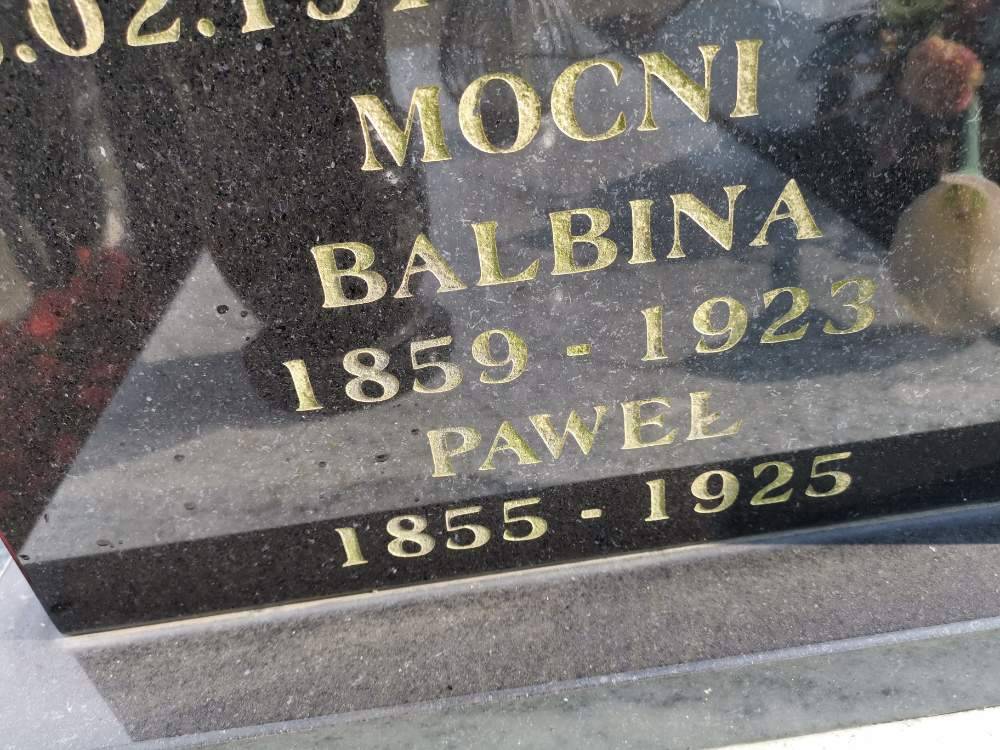 MOCNI
BALBINA
1859 - 1923
PAWEŁ
1855 - 1925